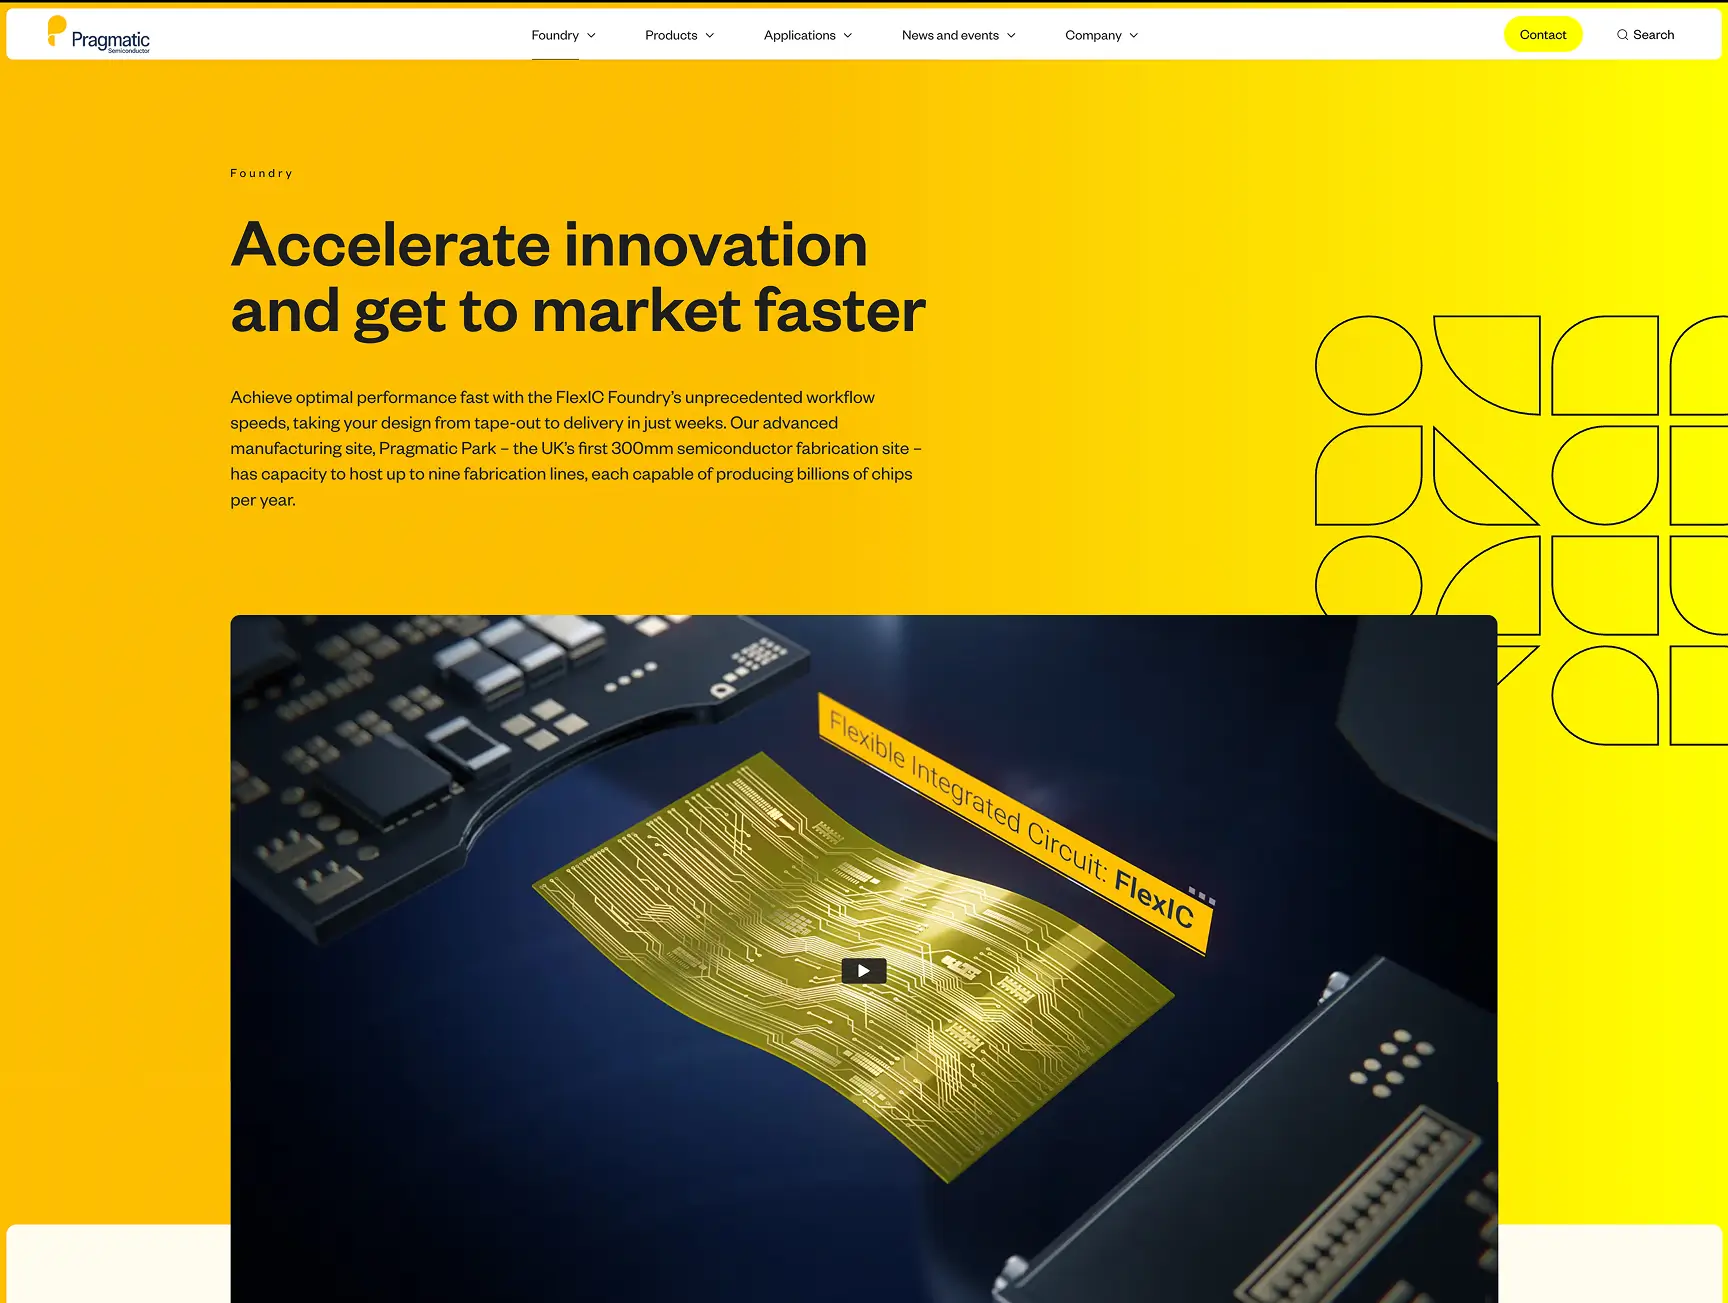 Pragmatic
Semiconductor
Foundry
Products
Applications
News and events
Company
Contact
Search
Foundry
Accelerate innovation
and get to market faster
Achieve optimal performance fast with the FlexIC Foundry’s unprecedented workflow
speeds, taking your design from tape-out to delivery in just weeks. Our advanced
manufacturing site, Pragmatic Park – the UK’s first 300mm semiconductor fabrication site –
has capacity to host up to nine fabrication lines, each capable of producing billions of chips
per year.
Flexible Integrated Circuit: FlexIC